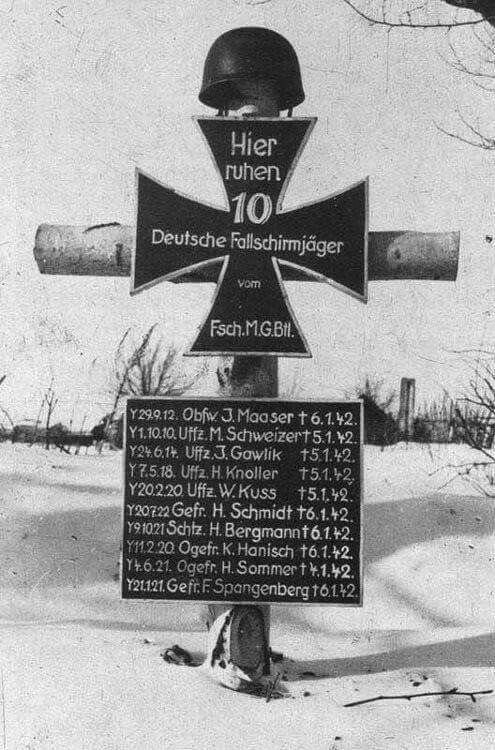 Hier
ruhen
10
Deutsche Fallschirmjäger
vom
Fsch. M.G.Btl.
Y29.9.12. Obfw. J. Maaser †6.1.42.
Y1.10.10. Uffz. M. Schweizer †5.1.42.
Y24.6.14. Uffz. J. Gawlik †5.1.42.
Y7.5.18. Uffz. H. Knoller †5.1.42.
Y20.2.20. Uffz. W. Kuss †5.1.42.
Y20.7.22 Gefr. H. Schmidt †6.1.42.
Y9.10.21 Schtz. H. Bergmann †6.1.42.
Y11.2.20. Ogefr. K. Hanisch †6.1.42.
Y4.6.21. Ogefr. H. Sommer †4.1.42.
Y21.1.21. Gefr. F. Spangenberg †6.1.42.